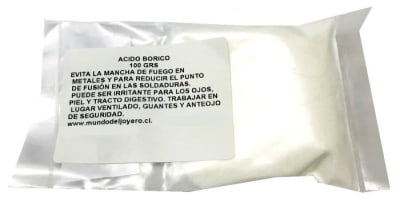 ACIDO BORICO
100 GRS
EVITA LA MANCHA DE FUEGO EN
METALES Y PARA REDUCIR EL PUNTO
DE FUSIÓN EN LAS SOLDADURAS.
PUEDE SER IRRITANTE PARA LOS OJOS,
PIEL Y TRACTO DIGESTIVO. TRABAJAR EN
LUGAR VENTILADO, GUANTES Y ANTEOJO
DE SEGURIDAD.
www.mundodeljoyero.cl.